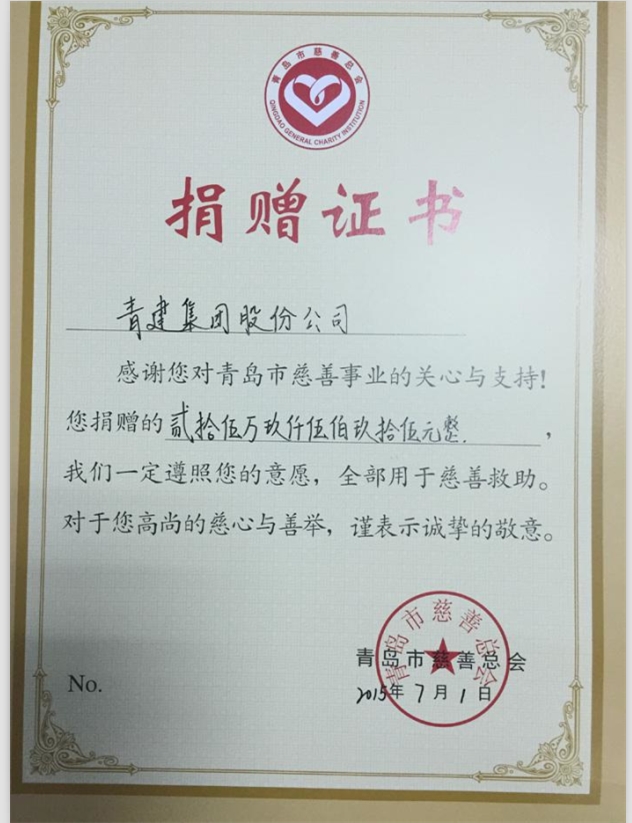 青岛市慈善总会
QINGDAO GENERAL CHARITY INSTITUTION
捐赠证书
青建集团股份公司
感谢您对青岛市慈善事业的关心与支持!
您捐赠的贰拾伍万玖仟伍佰玖拾伍元整.,
我们一定遵照您的意愿，全部用于慈善救助。
对于您高尚的慈心与善举，谨表示诚挚的敬意。
青岛市慈善总会
青岛市慈善总会
2015年7月1日
No.